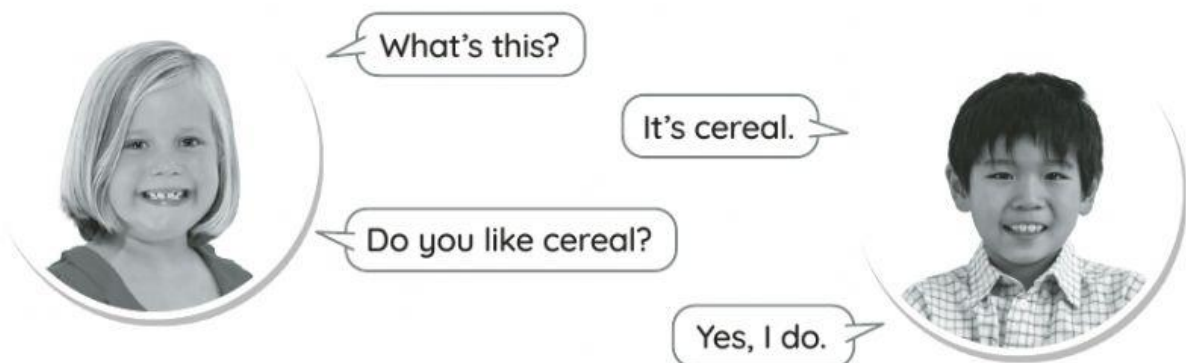 What's this?
It's cereal.
Do you like cereal?
Yes, I do.